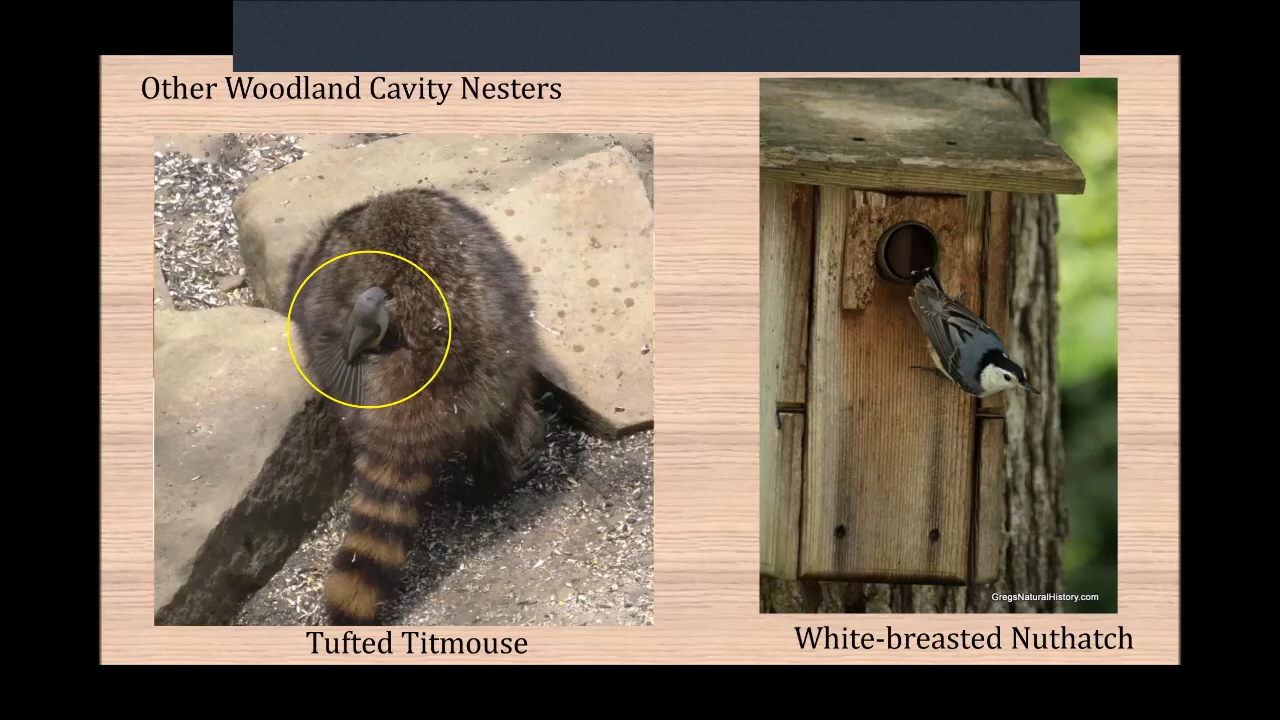 Other Woodland Cavity Nesters
GregsNaturalHistory.com
Tufted Titmouse
White-breasted Nuthatch